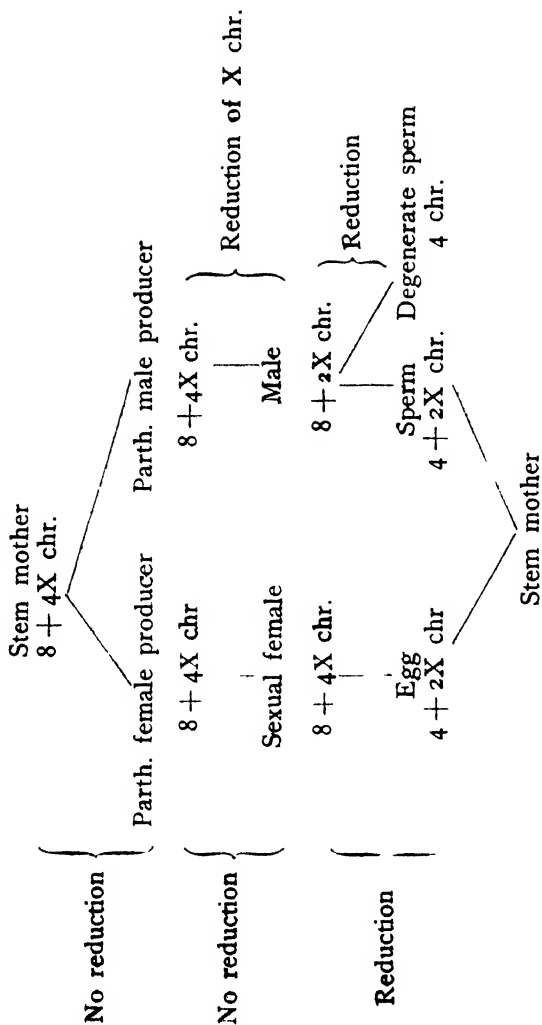 Stem mother
8 + 4X chr.
No reduction
Parth. female producer
Parth. male producer
8 + 4X chr
8 + 4X chr.
No reduction
Reduction of X chr.
Sexual female
Male
8 + 4X chr.
8 + 2X chr.
Reduction
Reduction
Egg
Sperm
Degenerate sperm
4 + 2X chr
4 + 2X chr.
4 chr.
Stem mother